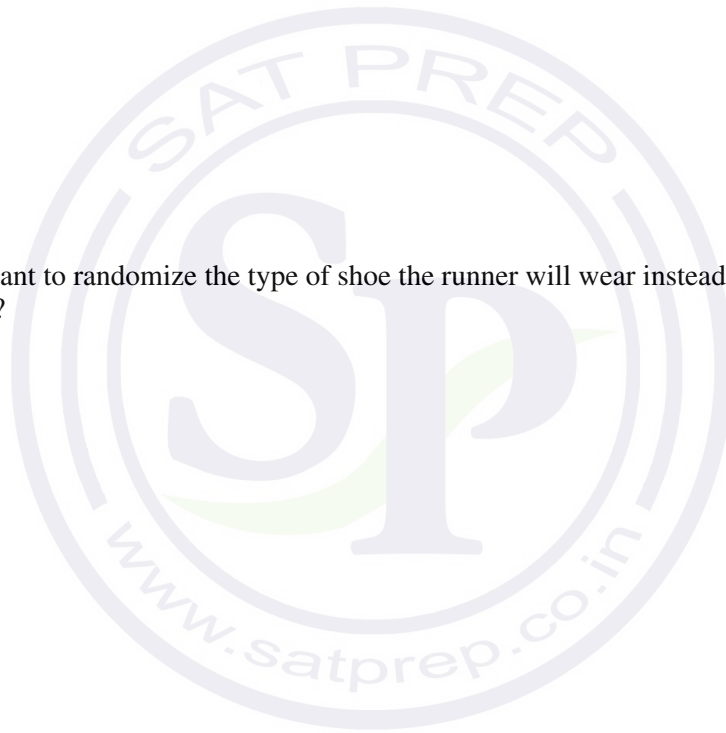 SAT PREP
ant to randomize the type of shoe the runner will wear instead
?
SP
www.satprep.co.in